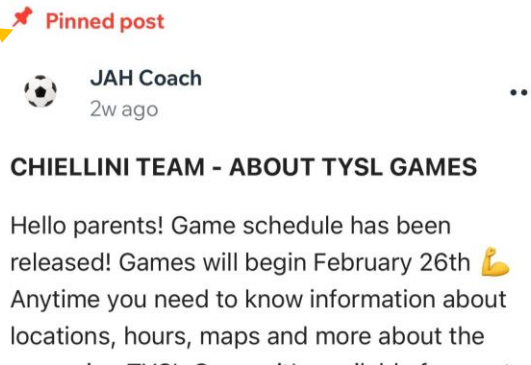 Pinned post
JAH Coach
2w ago
CHIELLINI TEAM - ABOUT TYSL GAMES
Hello parents! Game schedule has been
released! Games will begin February 26th 💪
Anytime you need to know information about
locations, hours, maps and more about the